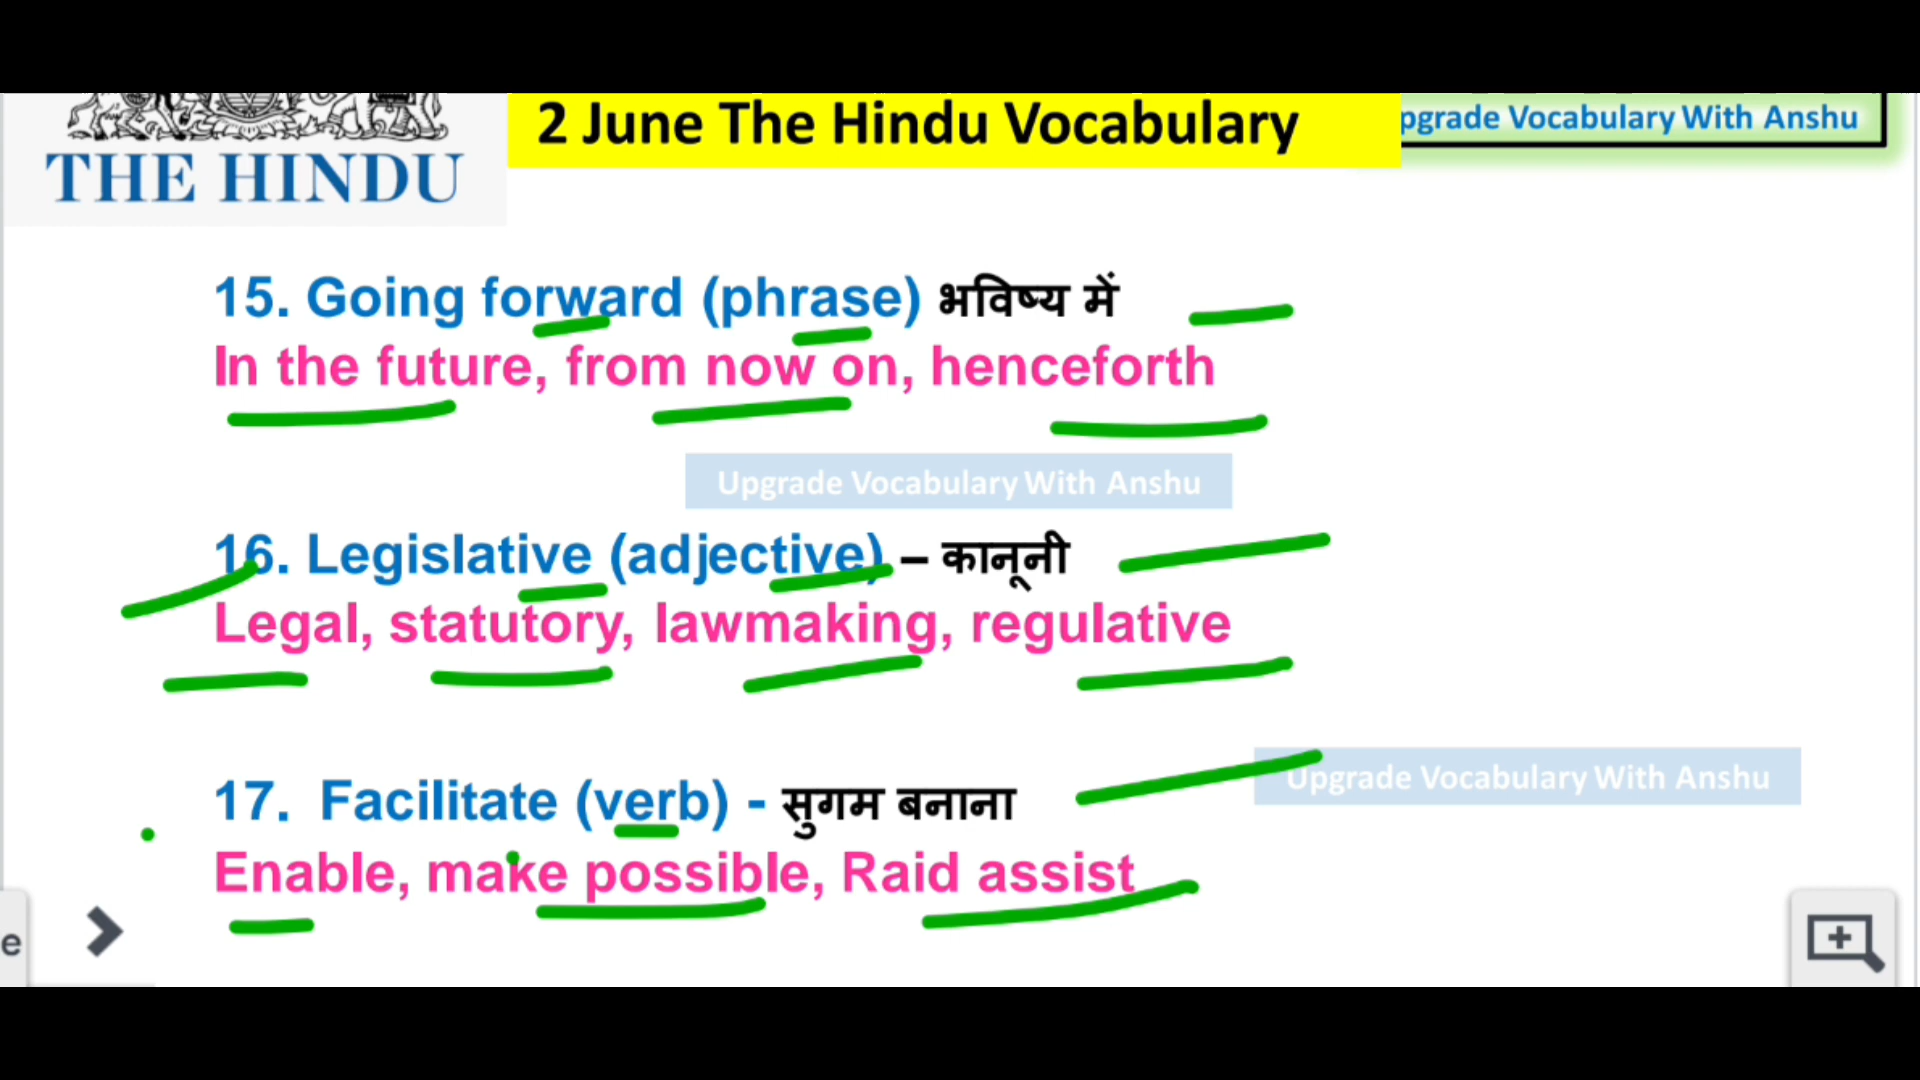 THE HINDU
2 June The Hindu Vocabulary
pgrade Vocabulary With Anshu
15. Going forward (phrase) भविष्य में
In the future, from now on, henceforth
Upgrade Vocabulary With Anshu
16. Legislative (adjective) – कानूनी
Legal, statutory, lawmaking, regulative
Upgrade Vocabulary With Anshu
17. Facilitate (verb) - सुगम बनाना
Enable, make possible, Raid assist
e